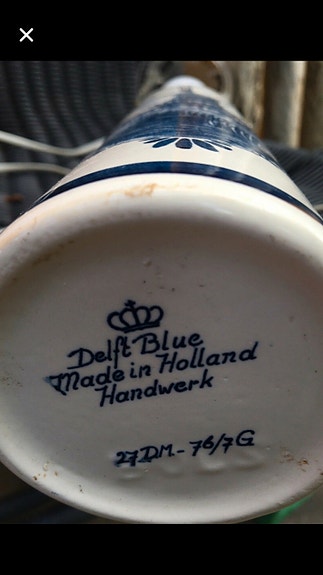 Delft Blue
Made in Holland
Handwerk
27DM.- 76/7G